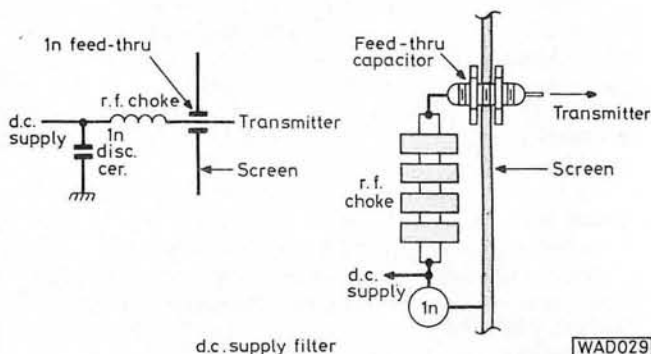 1n feed-thru
r.f. choke
d.c.
supply
1n
disc.
cer.
Transmitter
Screen
Feed-thru
capacitor
Transmitter
r.f.
choke
Screen
d.c.
supply
1n
d.c. supply filter
WAD029